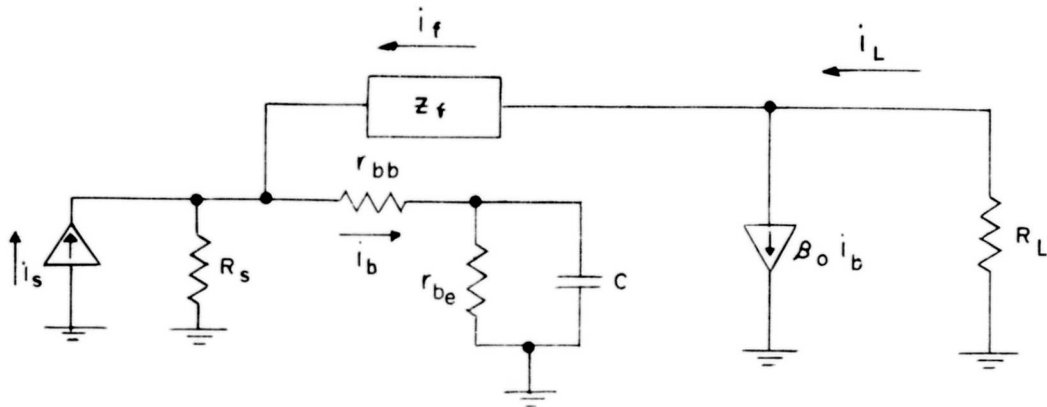 i_f
i_L
Z_f
r_bb
i_s
R_s
i_b
r_be
C
β_o i_b
R_L